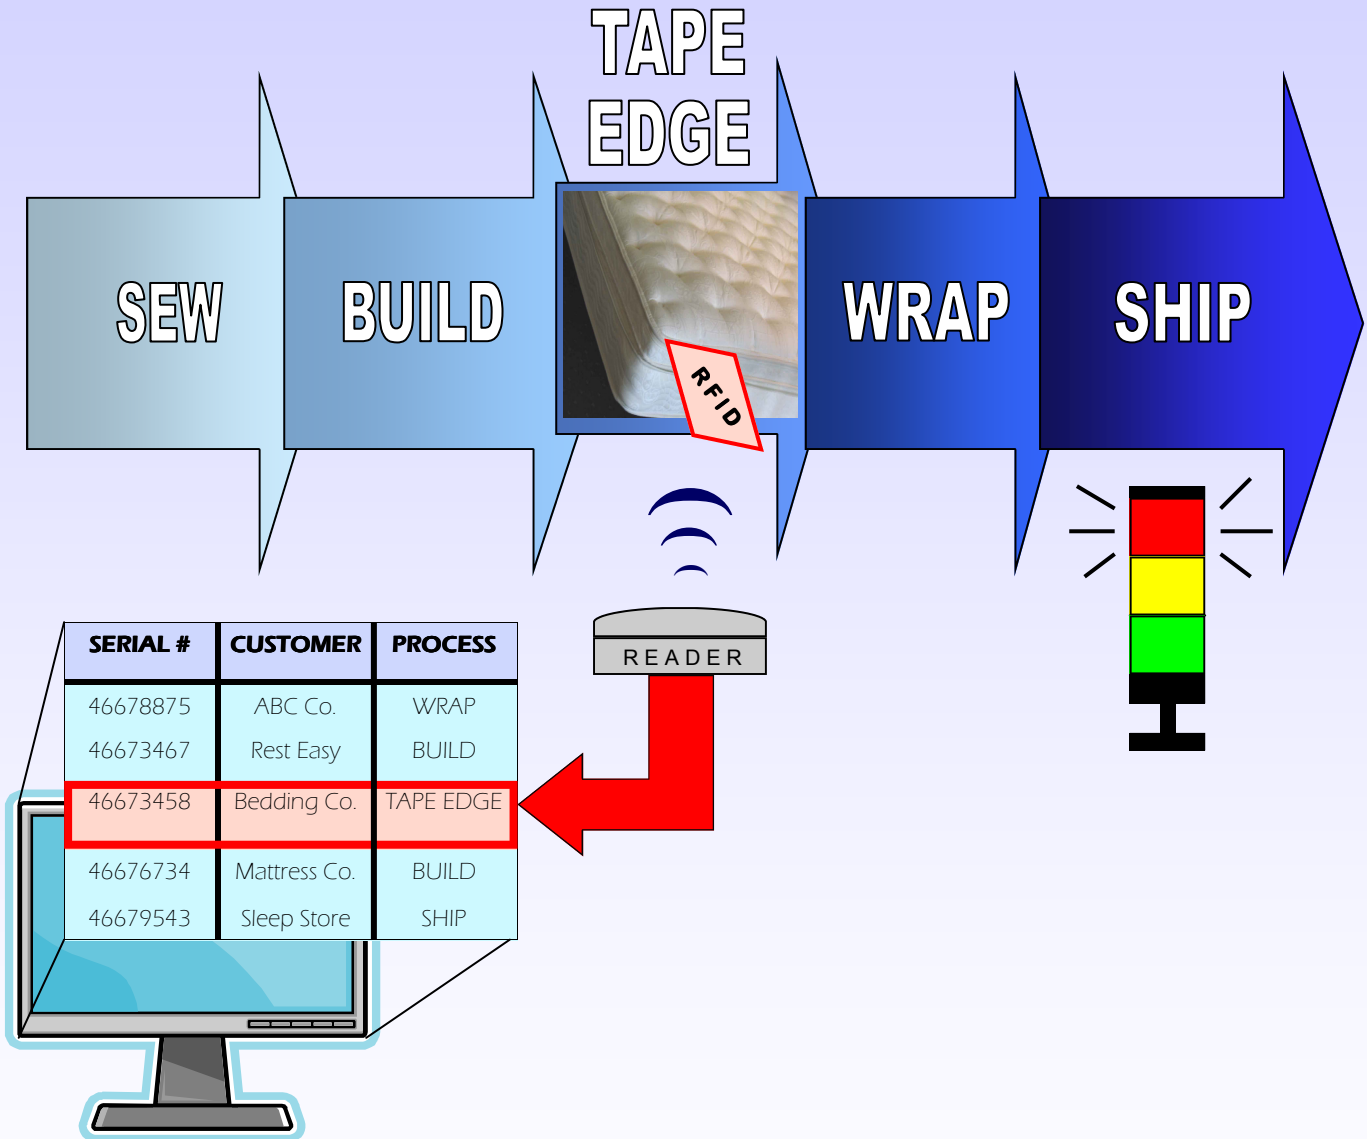 TAPE
EDGE
SEW
BUILD
WRAP
SHIP
RFID
READER
SERIAL # CUSTOMER PROCESS
46678875 ABC Co. WRAP
46673467 Rest Easy BUILD
46673458 Bedding Co. TAPE EDGE
46676734 Mattress Co. BUILD
46679543 Sleep Store SHIP